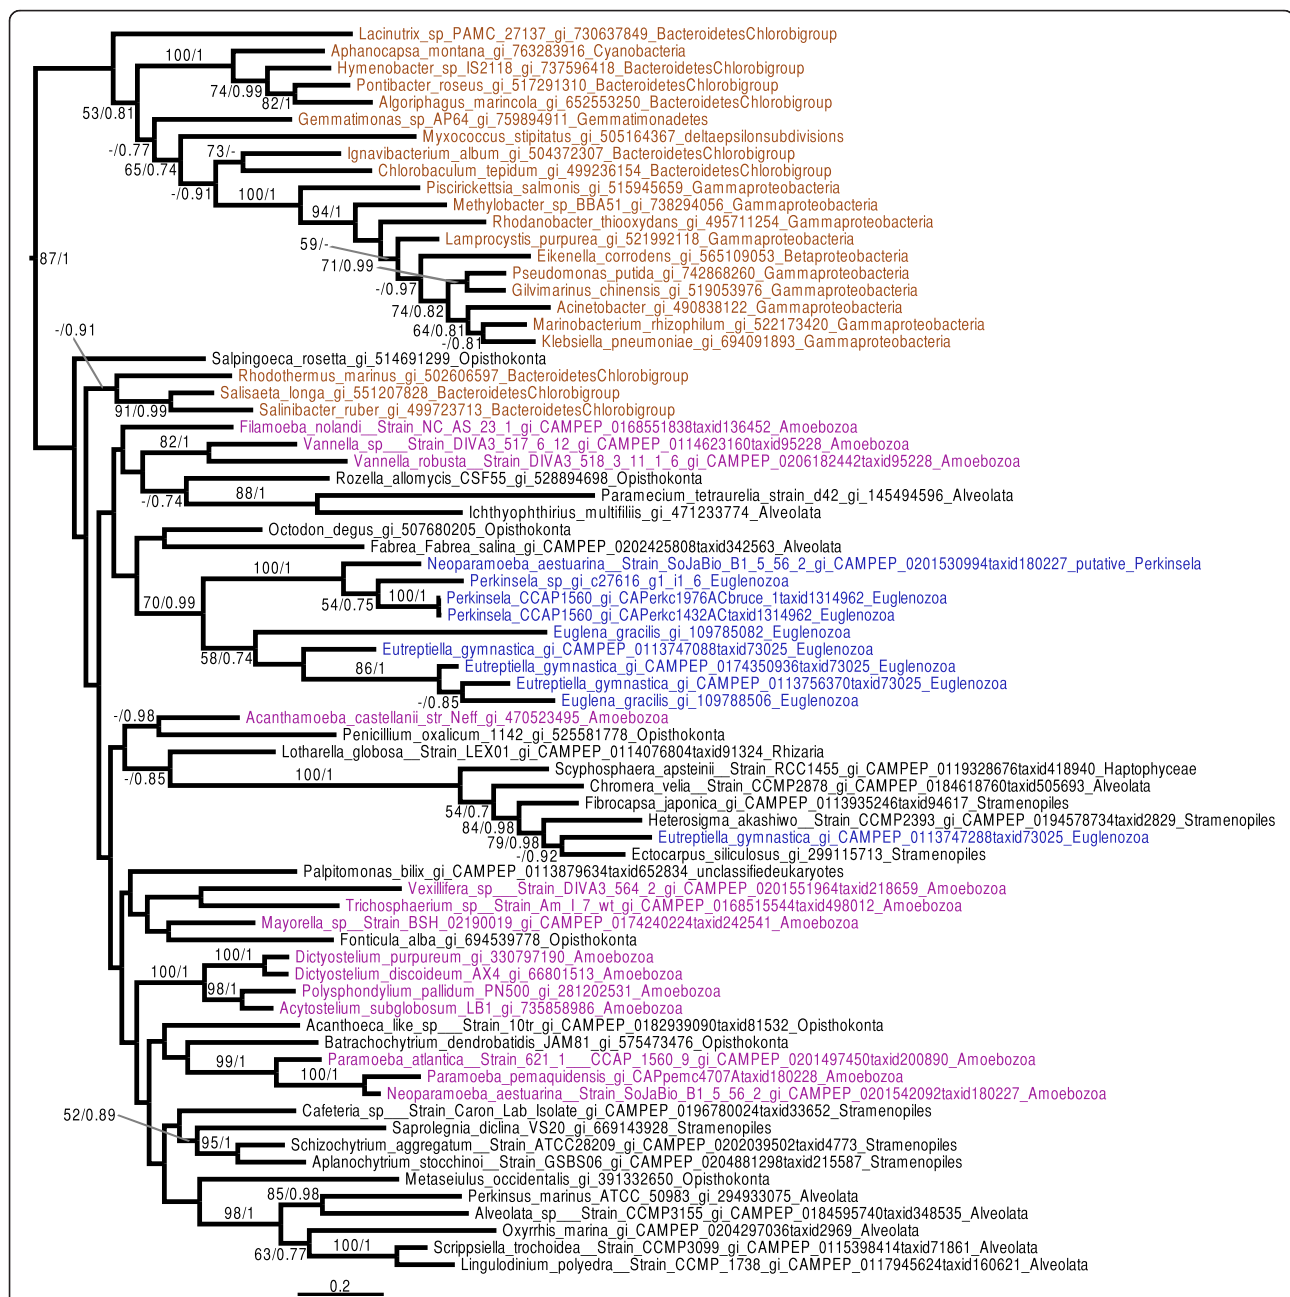 Lacinutrix_sp_PAMC_27137_gi_730637849_BacteroidetesChlorobigroup
100/1
Aphanocapsa_montana_gi_763283916_Cyanobacteria
Hymenobacter_sp_IS2118_gi_737596418_BacteroidetesChlorobigroup
74/0.99
Pontibacter_roseus_gi_517291310_BacteroidetesChlorobigroup
82/1
Algoriphagus_marincola_gi_652553250_BacteroidetesChlorobigroup
53/0.81
Gemmatimonas_sp_AP64_gi_759894911_Gemmatimonadetes
Myxococcus_stipitatus_gi_505164367_deltaepsilonsubdivisions
-/0.77
73/-
Ignavibacterium_album_gi_504372307_BacteroidetesChlorobigroup
65/0.74
Chlorobaculum_tepidum_gi_499236154_BacteroidetesChlorobigroup
-/0.91
100/1
Piscirickettsia_salmonis_gi_515945659_Gammaproteobacteria
94/1
Methylobacter_sp_BBA51_gi_738294056_Gammaproteobacteria
Rhodanobacter_thiooxydans_gi_495711254_Gammaproteobacteria
59/-
Lamprocystis_purpurea_gi_521992118_Gammaproteobacteria
87/1
Eikenella_corrodens_gi_565109053_Betaproteobacteria
71/0.99
Pseudomonas_putida_gi_742868260_Gammaproteobacteria
-/0.97
Gilvimarinus_chinensis_gi_519053976_Gammaproteobacteria
74/0.82
Acinetobacter_gi_490838122_Gammaproteobacteria
64/0.81
Marinobacterium_rhizophilum_gi_522173420_Gammaproteobacteria
-/0.81
Klebsiella_pneumoniae_gi_694091893_Gammaproteobacteria
-/0.91
Salpingoeca_rosetta_gi_514691299_Opisthokonta
Rhodothermus_marinus_gi_502606597_BacteroidetesChlorobigroup
Salisaeta_longa_gi_551207828_BacteroidetesChlorobigroup
91/0.99
Salinibacter_ruber_gi_499723713_BacteroidetesChlorobigroup
Filamoeba_nolandi__Strain_NC_AS_23_1_gi_CAMPEP_0168551838taxid136452_Amoebozoa
82/1
Vannella_sp___Strain_DIVA3_517_6_12_gi_CAMPEP_0114623160taxid95228_Amoebozoa
Vannella_robusta__Strain_DIVA3_518_3_11_1_6_gi_CAMPEP_0206182442taxid95228_Amoebozoa
Rozella_allomycis_CSF55_gi_528894698_Opisthokonta
-/0.74
88/1
Paramecium_tetraurelia_strain_d42_gi_145494596_Alveolata
Ichthyophthirius_multifiliis_gi_471233774_Alveolata
Octodon_degus_gi_507680205_Opisthokonta
Fabrea_Fabrea_salina_gi_CAMPEP_0202425808taxid342563_Alveolata
100/1
Neoparamoeba_aestuarina__Strain_SoJaBio_B1_5_56_2_gi_CAMPEP_0201530994taxid180227_putative_Perkinsela
Perkinsela_sp_gi_c27616_g1_i1_6_Euglenozoa
70/0.99
54/0.75
100/1
Perkinsela_CCAP1560_gi_CAPerkc1976ACbruce_1taxid1314962_Euglenozoa
Perkinsela_CCAP1560_gi_CAPerkc1432ACtaxid1314962_Euglenozoa
Euglena_gracilis_gi_109785082_Euglenozoa
58/0.74
Eutreptiella_gymnastica_gi_CAMPEP_0113747088taxid73025_Euglenozoa
86/1
Eutreptiella_gymnastica_gi_CAMPEP_0174350936taxid73025_Euglenozoa
Eutreptiella_gymnastica_gi_CAMPEP_0113756370taxid73025_Euglenozoa
-/0.85
Euglena_gracilis_gi_109788506_Euglenozoa
-/0.98
Acanthamoeba_castellanii_str_Neff_gi_470523495_Amoebozoa
Penicillium_oxalicum_1142_gi_525581778_Opisthokonta
Lotharella_globosa__Strain_LEX01_gi_CAMPEP_0114076804taxid91324_Rhizaria
-/0.85
100/1
Scyphosphaera_apsteinii__Strain_RCC1455_gi_CAMPEP_0119328676taxid418940_Haptophyceae
Chromera_velia__Strain_CCMP2878_gi_CAMPEP_0184618760taxid505693_Alveolata
54/0.7
Fibrocapsa_japonica_gi_CAMPEP_0113935246taxid94617_Stramenopiles
84/0.98
Heterosigma_akashiwo__Strain_CCMP2393_gi_CAMPEP_0194578734taxid2829_Stramenopiles
79/0.98
Eutreptiella_gymnastica_gi_CAMPEP_0113747288taxid73025_Euglenozoa
-/0.92
Ectocarpus_siliculosus_gi_299115713_Stramenopiles
Palpitomonas_bilix_gi_CAMPEP_0113879634taxid652834_unclassifiedeukaryotes
Vexillifera_sp___Strain_DIVA3_564_2_gi_CAMPEP_0201551964taxid218659_Amoebozoa
Trichosphaerium_sp__Strain_Am_I_7_wt_gi_CAMPEP_0168515544taxid498012_Amoebozoa
Mayorella_sp__Strain_BSH_02190019_gi_CAMPEP_0174240224taxid242541_Amoebozoa
Fonticula_alba_gi_694539778_Opisthokonta
100/1
Dictyostelium_purpureum_gi_330797190_Amoebozoa
100/1
Dictyostelium_discoideum_AX4_gi_66801513_Amoebozoa
98/1
Polysphondylium_pallidum_PN500_gi_281202531_Amoebozoa
Acytostelium_subglobosum_LB1_gi_735858986_Amoebozoa
Acanthoeca_like_sp___Strain_10tr_gi_CAMPEP_0182939090taxid81532_Opisthokonta
Batrachochytrium_dendrobatidis_JAM81_gi_575473476_Opisthokonta
99/1
Paramoeba_atlantica__Strain_621_1___CCAP_1560_9_gi_CAMPEP_0201497450taxid200890_Amoebozoa
100/1
Paramoeba_pemaquidensis_gi_CAPpemc4707Ataxid180228_Amoebozoa
Neoparamoeba_aestuarina__Strain_SoJaBio_B1_5_56_2_gi_CAMPEP_0201542092taxid180227_Amoebozoa
52/0.89
Cafeteria_sp___Strain_Caron_Lab_Isolate_gi_CAMPEP_0196780024taxid33652_Stramenopiles
Saprolegnia_diclina_VS20_gi_669143928_Stramenopiles
95/1
Schizochytrium_aggregatum__Strain_ATCC28209_gi_CAMPEP_0202039502taxid4773_Stramenopiles
Aplanochytrium_stocchinoi__Strain_GSBS06_gi_CAMPEP_0204881298taxid215587_Stramenopiles
Metaseiulus_occidentalis_gi_391332650_Opisthokonta
85/0.98
Perkinsus_marinus_ATCC_50983_gi_294933075_Alveolata
98/1
Alveolata_sp___Strain_CCMP3155_gi_CAMPEP_0184595740taxid348535_Alveolata
Oxyrrhis_marina_gi_CAMPEP_0204297036taxid2969_Alveolata
63/0.77
100/1
Scrippsiella_trochoidea__Strain_CCMP3099_gi_CAMPEP_0115398414taxid71861_Alveolata
Lingulodinium_polyedra__Strain_CCMP_1738_gi_CAMPEP_0117945624taxid160621_Alveolata
0.2